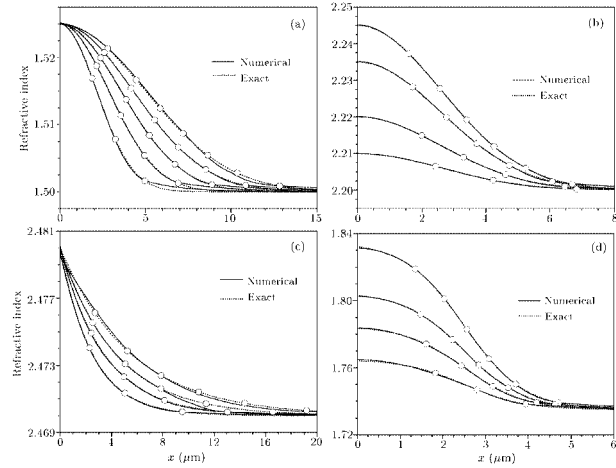 (a)
1.52
1.51
1.50
Refractive index
Numerical
Exact
0 5 10 15
(b)
2.25
2.24
2.23
2.22
2.21
2.20
Numerical
Exact
0 2 4 6 8
(c)
2.481
2.477
2.473
2.469
Refractive index
Numerical
Exact
0 4 8 12 16 20
x (μm)
(d)
1.84
1.80
1.76
1.72
Numerical
Exact
0 1 2 3 4 5 6
x (μm)